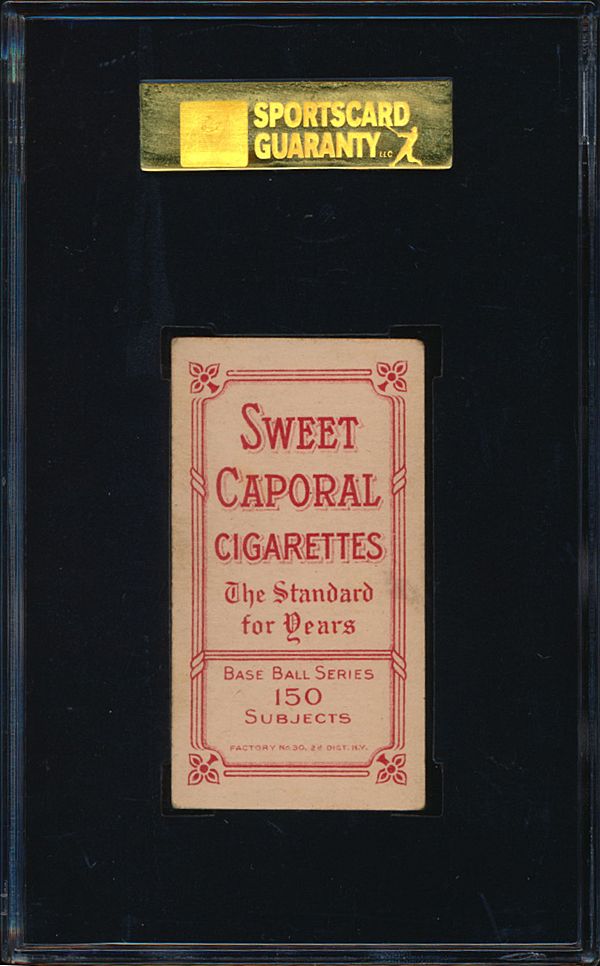 SPORTSCARD
GUARANTY LLC
SWEET
CAPORAL
CIGARETTES
The Standard
for Years
BASE BALL SERIES
150
SUBJECTS
FACTORY No. 30, 2d DIST. N.Y.